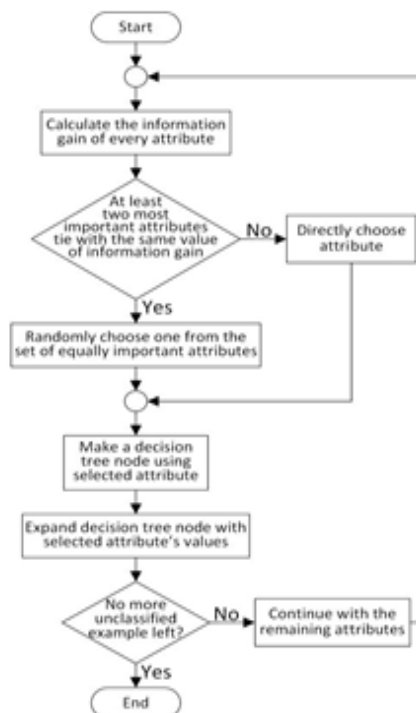 Start
Calculate the information
gain of every attribute
At least
two most
important attributes
tie with the same value
of information gain
No
Directly choose
attribute
Yes
Randomly choose one from the
set of equally important attributes
Make a decision
tree node using
selected attribute
Expand decision tree node with
selected attribute's values
No more
unclassified
example left?
No
Continue with the
remaining attributes
Yes
End